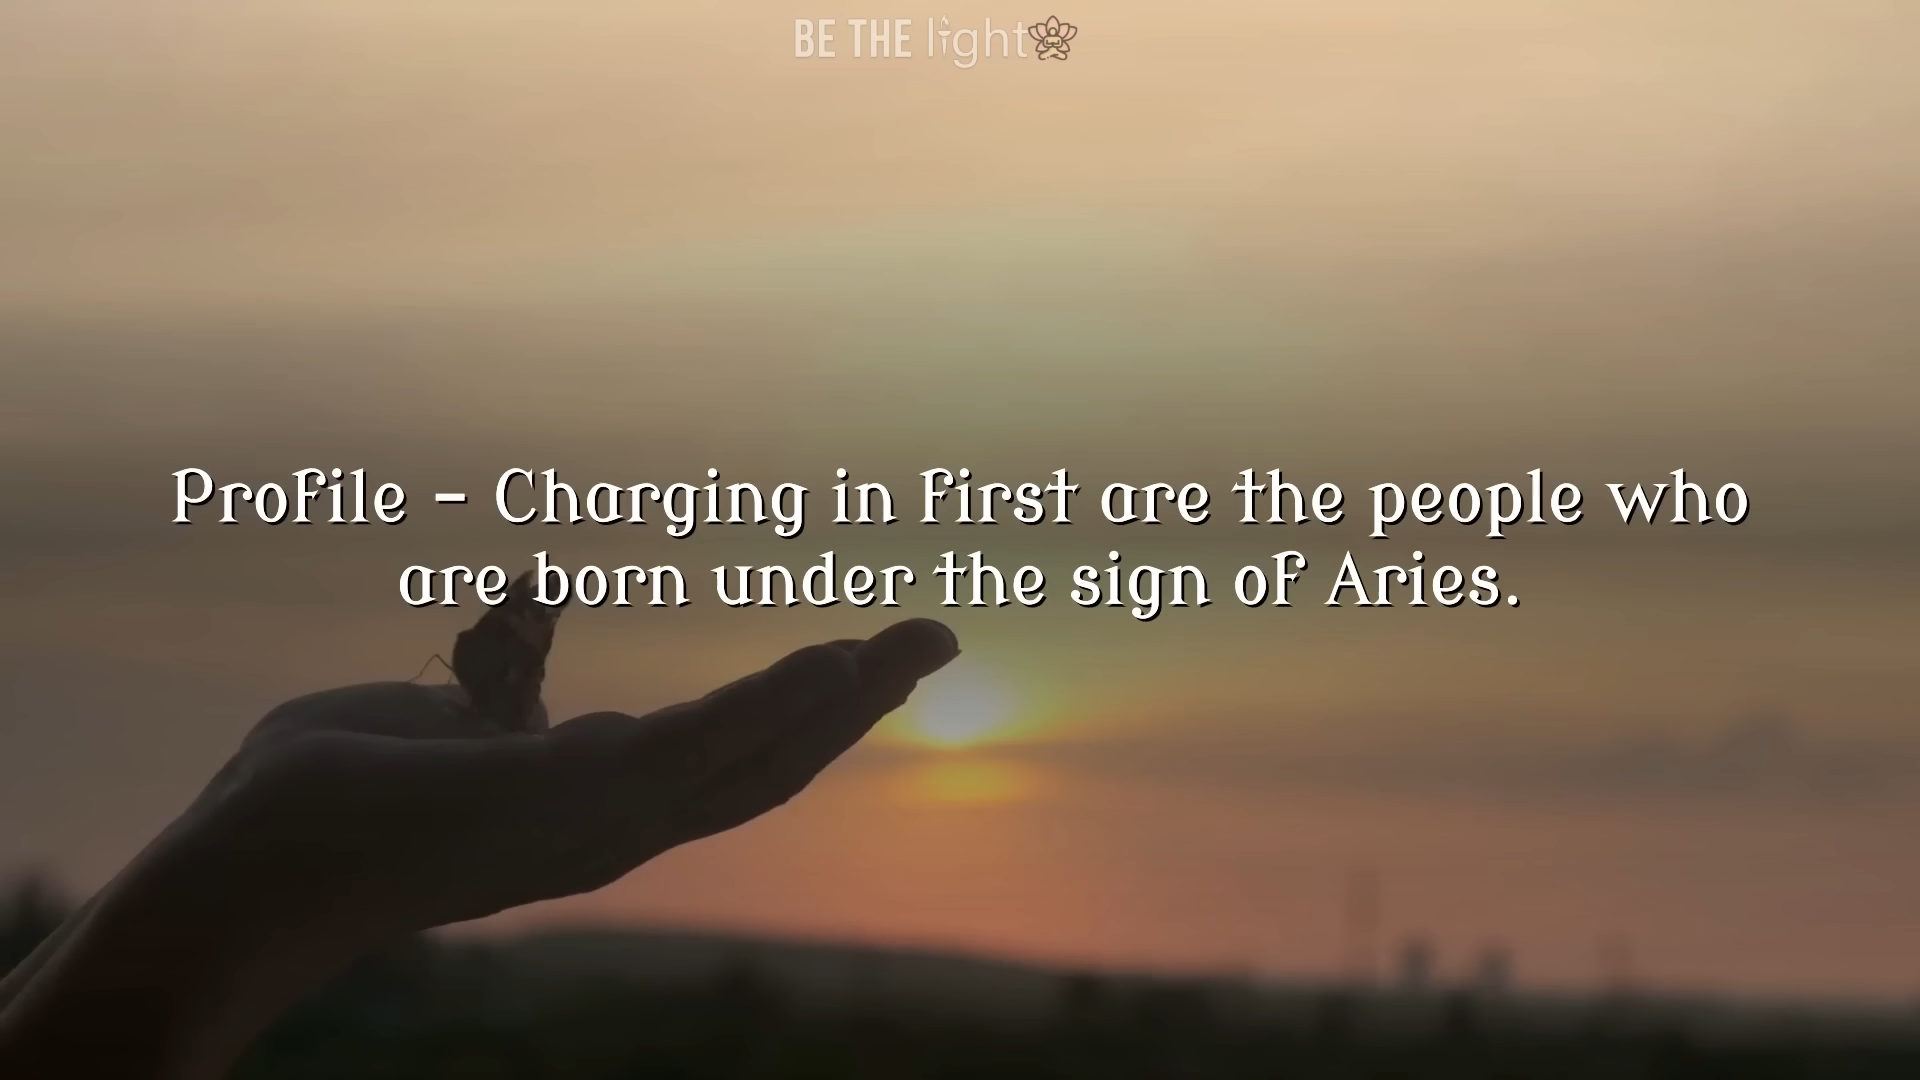 BE THE light
Profile - Charging in first are the people who
are born under the sign of Aries.